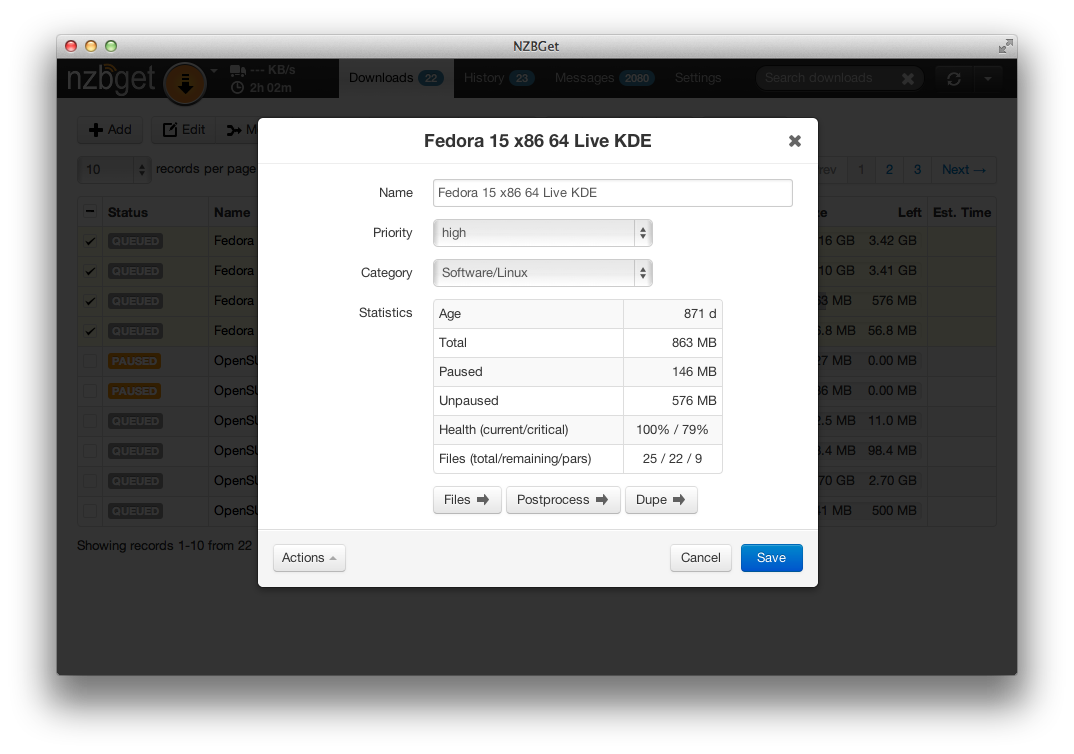 NZBGet
nzbget --- KB/s 2h 02m Downloads 22 History 23 Messages 2080 Settings Search downloads
Add Edit M
10 records per page 1 2 3 Next →
Fedora 15 x86 64 Live KDE
Name Fedora 15 x86 64 Live KDE
Priority high
Category Software/Linux
Statistics
Age 871 d
Total 863 MB
Paused 146 MB
Unpaused 576 MB
Health (current/critical) 100% / 79%
Files (total/remaining/pars) 25 / 22 / 9
Files Postprocess Dupe
Actions Cancel Save
Status Name Left Est. Time
QUEUED Fedora 16 GB 3.42 GB
QUEUED Fedora 10 GB 3.41 GB
QUEUED Fedora 3 MB 576 MB
QUEUED Fedora 6.8 MB 56.8 MB
PAUSED OpenSU 27 MB 0.00 MB
PAUSED OpenSU 36 MB 0.00 MB
QUEUED OpenSU 2.5 MB 11.0 MB
QUEUED OpenSU .4 MB 98.4 MB
QUEUED OpenSU 70 GB 2.70 GB
QUEUED OpenSU 1 MB 500 MB
Showing records 1-10 from 22